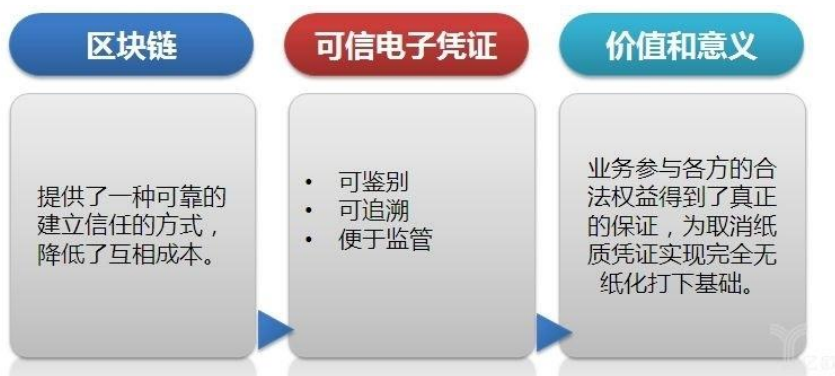 区块链
可信电子凭证
价值和意义
提供了一种可靠的
建立信任的方式，
降低了互相成本。
• 可鉴别
• 可追溯
• 便于监管
业务参与各方的合
法权益得到了真正
的保证，为取消纸
质凭证实现完全无
纸化打下基础。